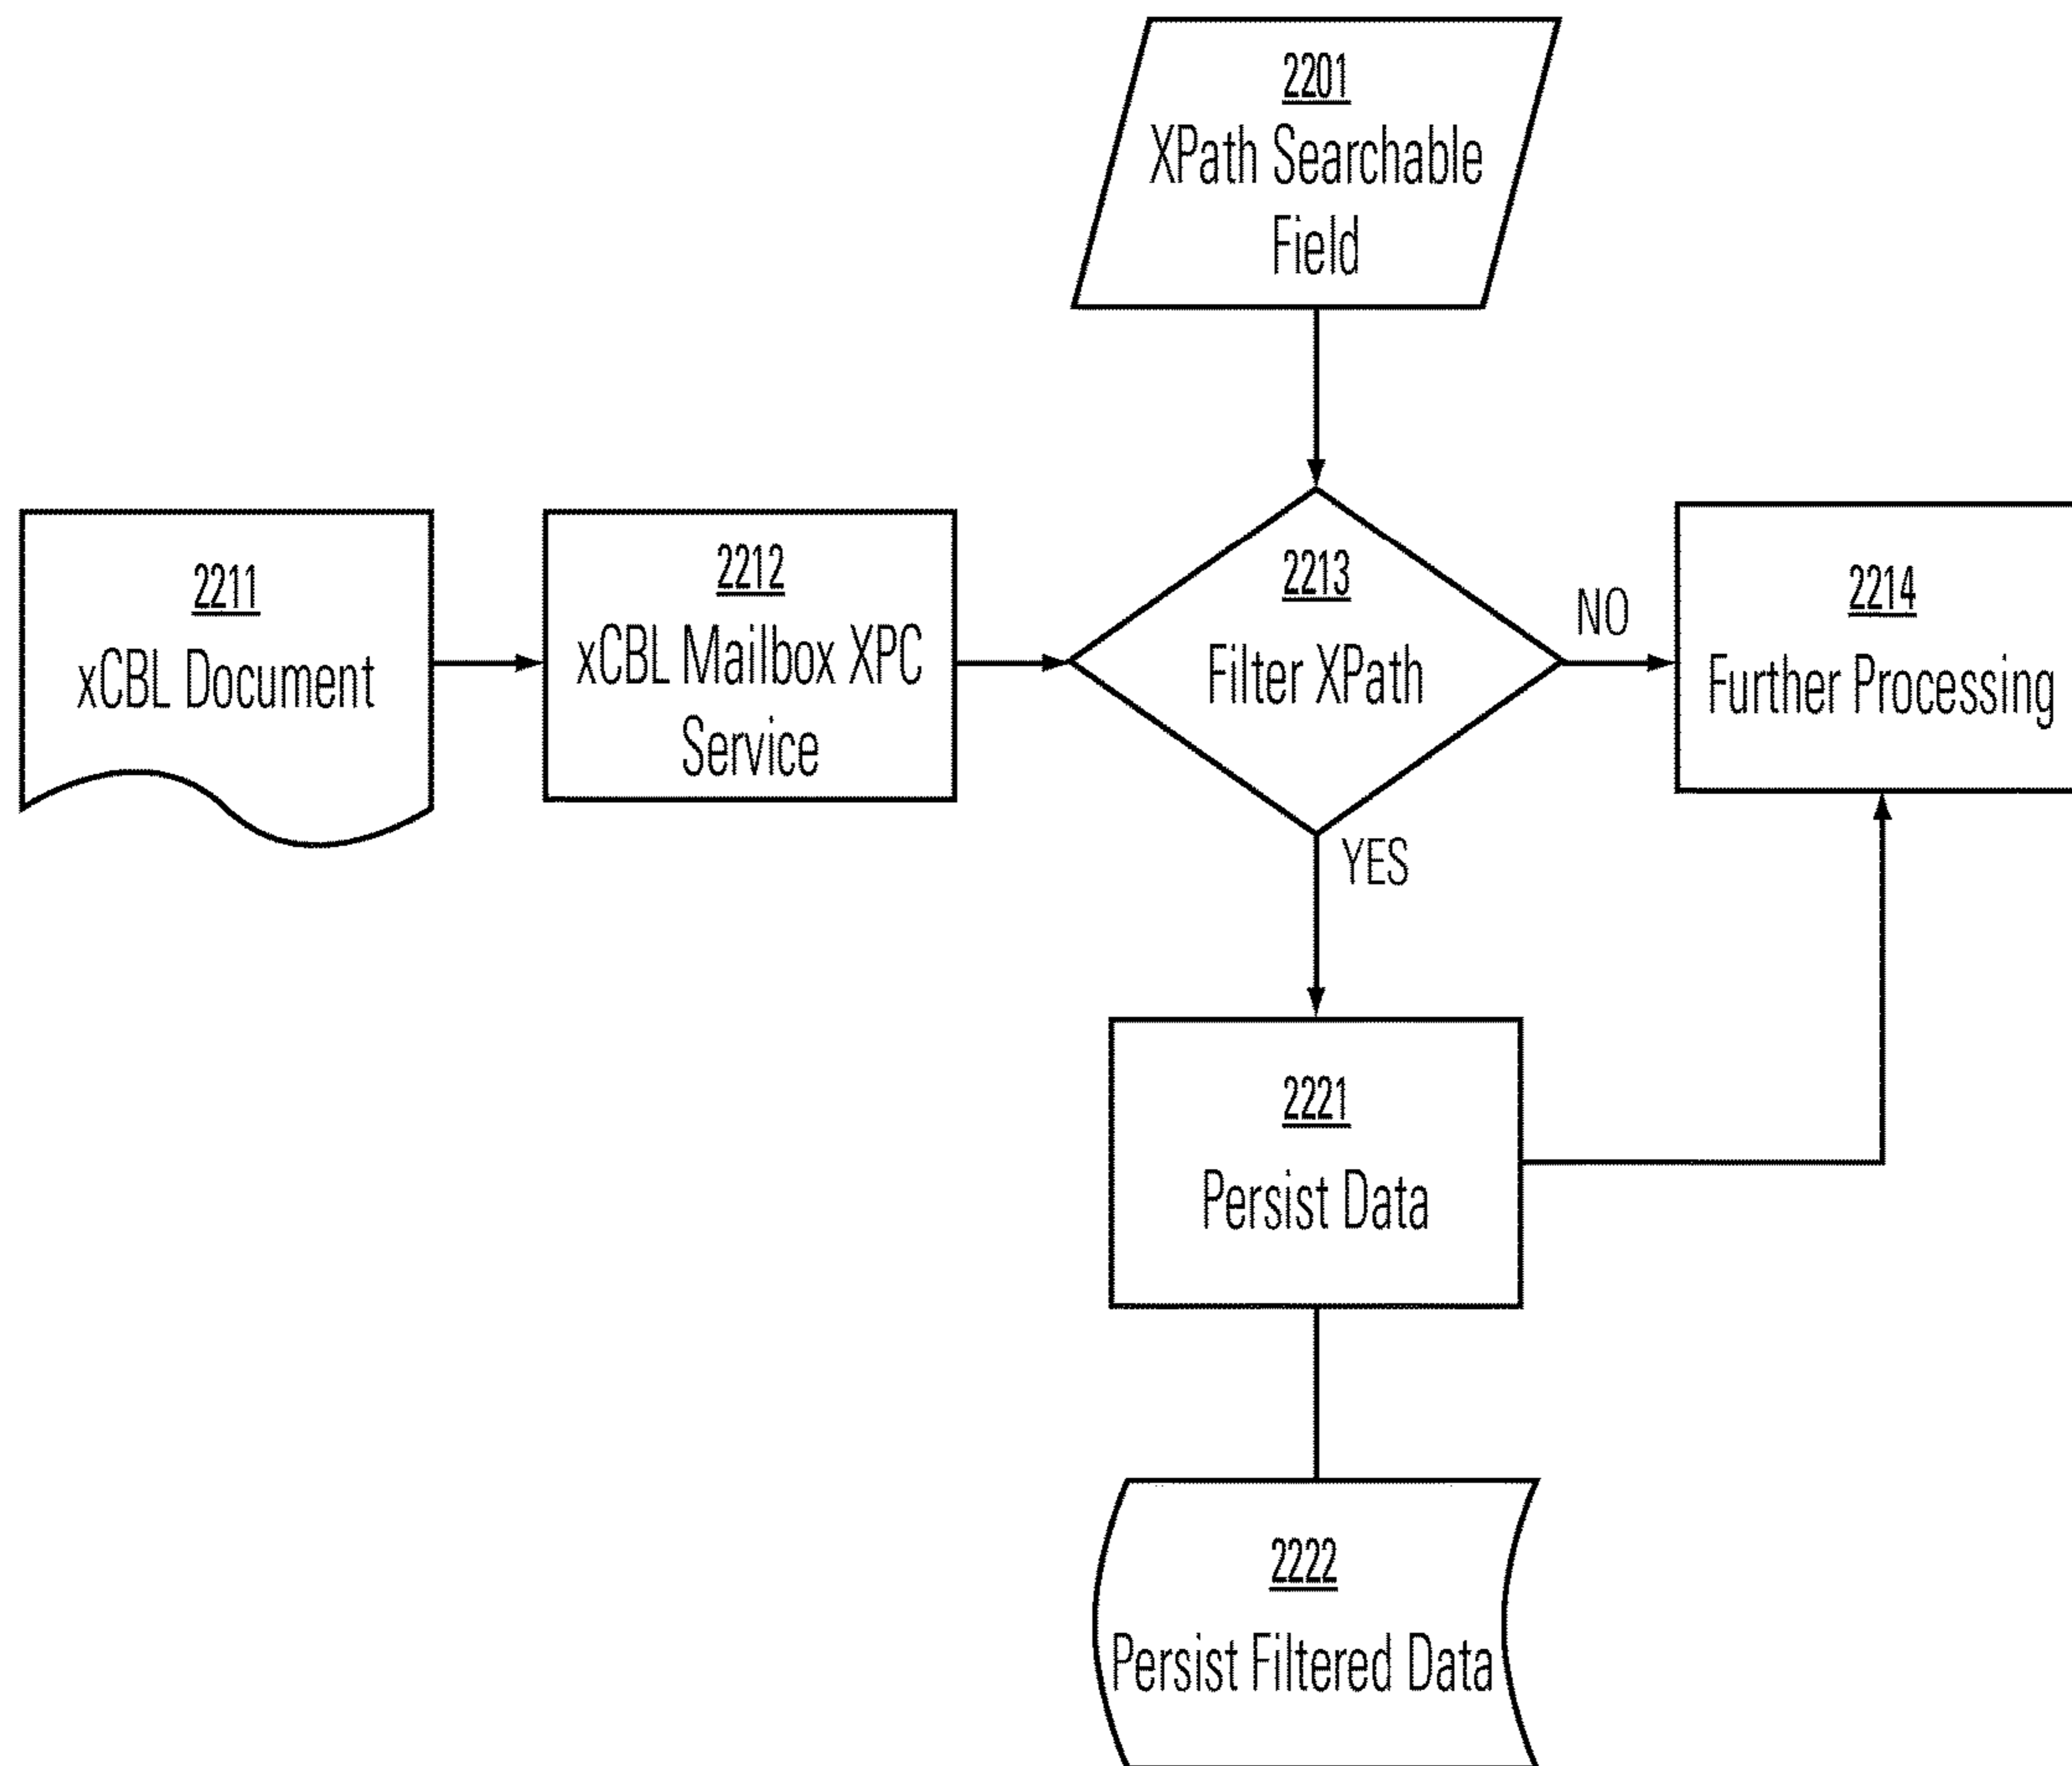 2201
XPath Searchable
Field
2211
xCBL Document
2212
xCBL Mailbox XPC
Service
2213
Filter XPath
NO
2214
Further Processing
YES
2221
Persist Data
2222
Persist Filtered Data